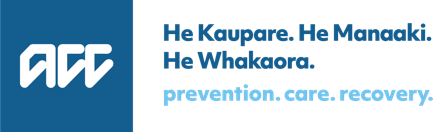 acc
He Kaupare. He Manaaki.
He Whakaora.
prevention. care. recovery.